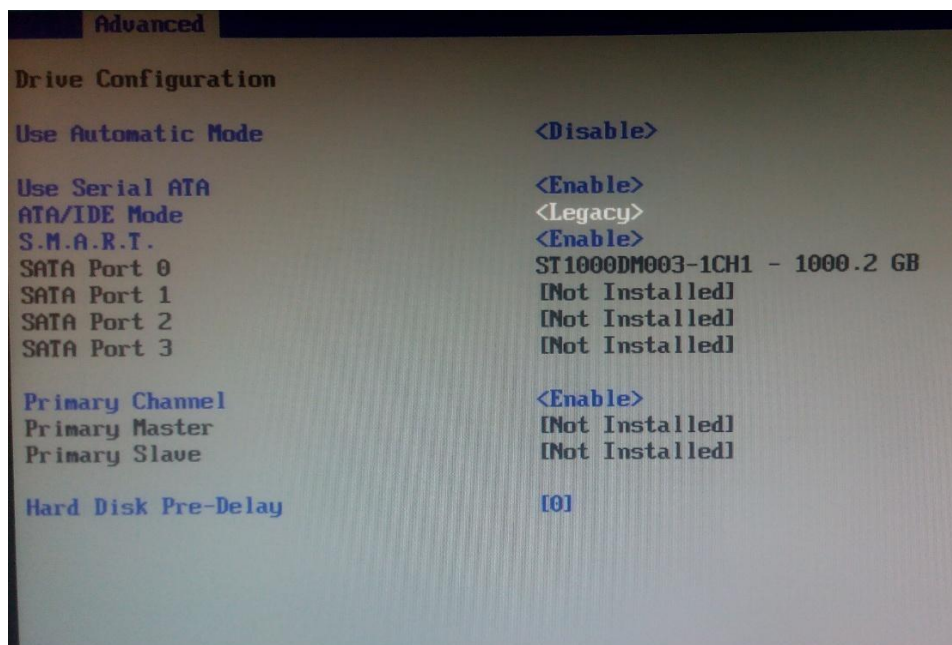 Advanced
Drive Configuration
Use Automatic Mode <Disable>
Use Serial ATA <Enable>
ATA/IDE Mode <Legacy>
S.M.A.R.T. <Enable>
SATA Port 0 ST1000DM003-1CH1 - 1000.2 GB
SATA Port 1 [Not Installed]
SATA Port 2 [Not Installed]
SATA Port 3 [Not Installed]
Primary Channel <Enable>
Primary Master [Not Installed]
Primary Slave [Not Installed]
Hard Disk Pre-Delay [0]